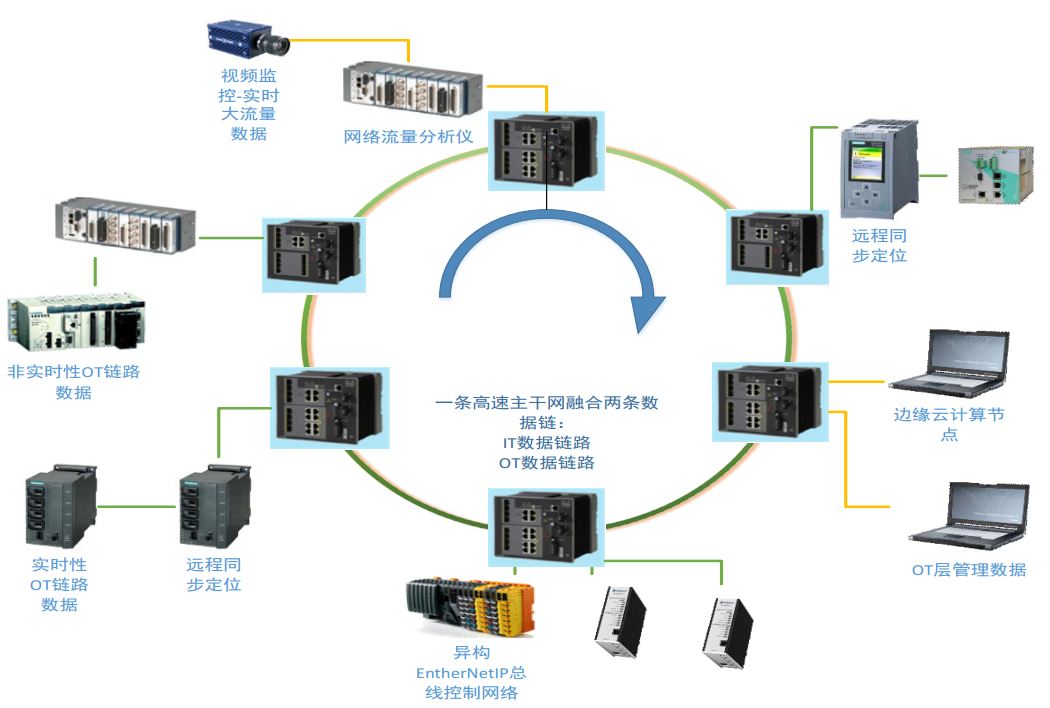 视频监
控-实时
大流量
数据
网络流量分析仪
远程同
步定位
非实时性OT链路
数据
一条高速主干网融合两条数
据链：
IT数据链路
OT数据链路
边缘云计算节
点
实时性
OT链路
数据
远程同
步定位
OT层管理数据
异构
EntherNetIP总
线控制网络